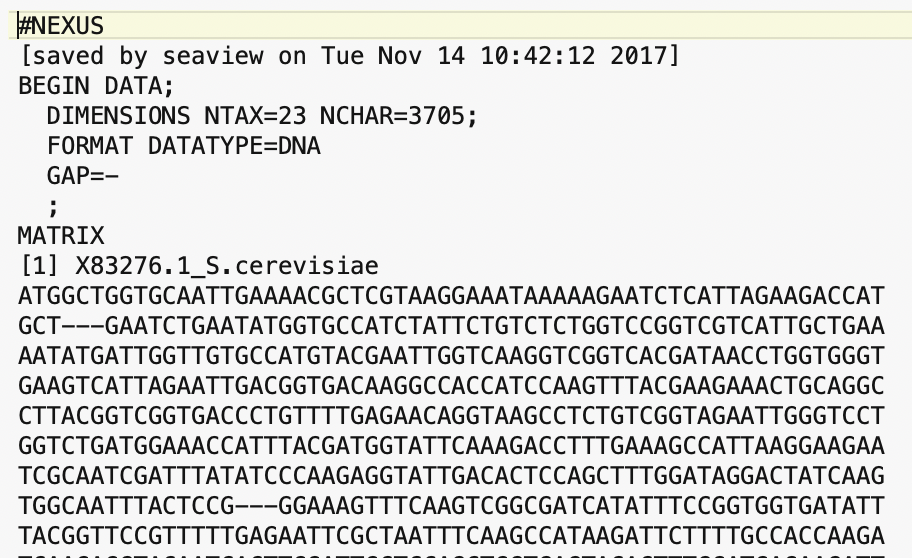 #NEXUS
[saved by seaview on Tue Nov 14 10:42:12 2017]
BEGIN DATA;
  DIMENSIONS NTAX=23 NCHAR=3705;
  FORMAT DATATYPE=DNA
  GAP=-
  ;
MATRIX
[1] X83276.1_S.cerevisiae
ATGGCTGGTGCAATTGAAAACGCTCGTAAGGAAATAAAAAGAATCTCATTAGAAGACCAT
GCT---GAATCTGAATATGGTGCCATCTATTCTGTCTCTGGTCCGGTCGTCATTGCTGAA
AATATGATTGGTTGTGCCATGTACGAATTGGTCAAGGTCGGTCACGATAACCTGGTGGGT
GAAGTCATTAGAATTGACGGTGACAAGGCCACCATCCAAGTTTACGAAGAAACTGCAGGC
CTTACGGTCGGTGACCCTGTTTTGAGAACAGGTAAGCCTCTGTCGGTAGAATTGGGTCCT
GGTCTGATGGAAACCATTTACGATGGTATTCAAAGACCTTTGAAAGCCATTAAGGAAGAA
TCGCAATCGATTTATATCCCAAGAGGTATTGACACTCCAGCTTTGGATAGGACTATCAAG
TGGCAATTTACTCCG---GGAAAGTTTCAAGTCGGCGATCATATTTCCGGTGGTGATATT
TACGGTTCCGTTTTTGAGAATTCGCTAATTTCAAGCCATAAGATTCTTTTGCCACCAAGA